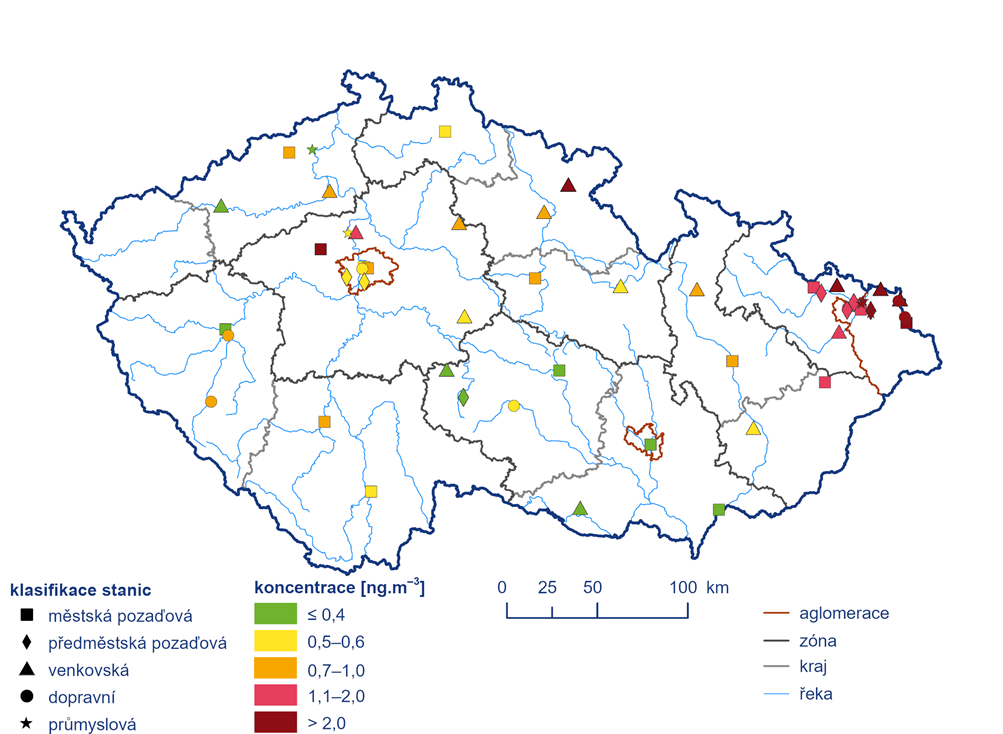 klasifikace stanic
městská pozaďová
předměstská pozaďová
venkovská
dopravní
průmyslová
koncentrace [ng.m⁻³]
≤ 0,4
0,5–0,6
0,7–1,0
1,1–2,0
> 2,0
0 25 50 100 km
aglomerace
zóna
kraj
řeka